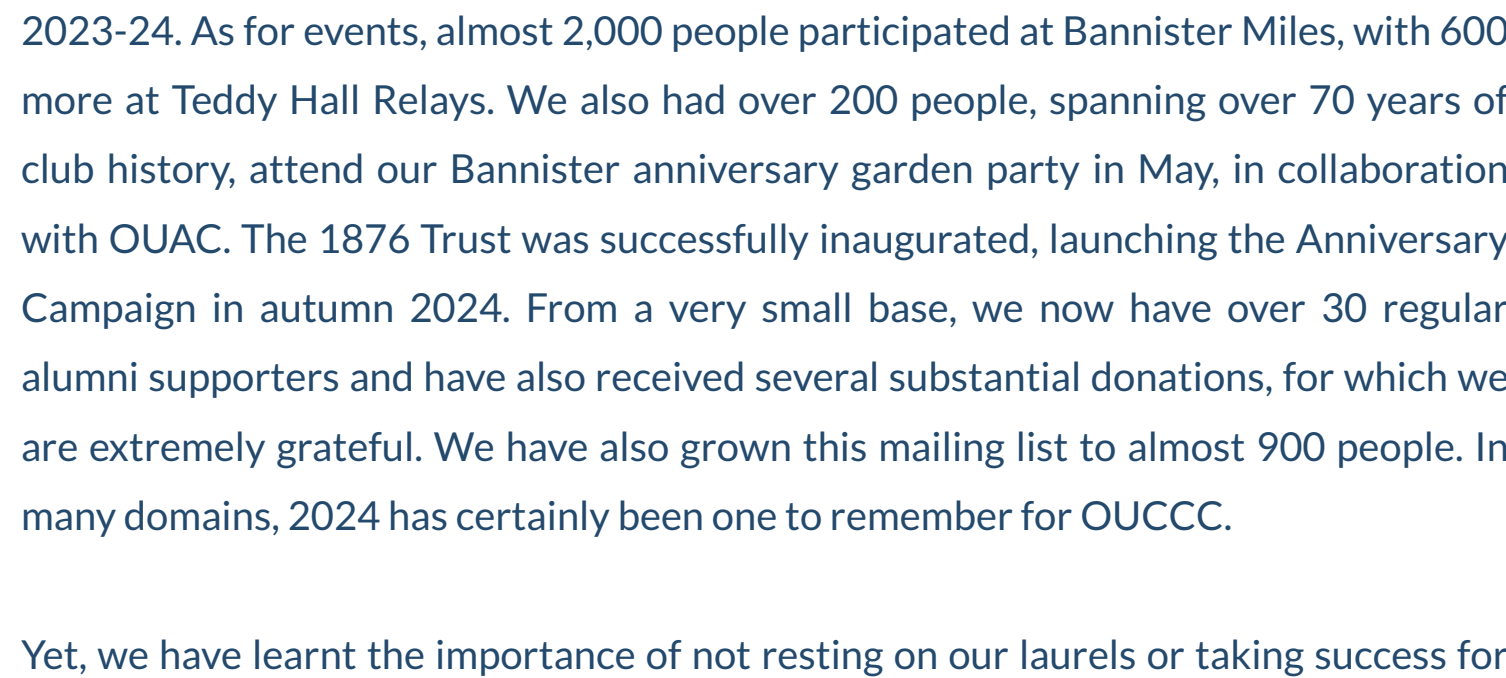 2023-24. As for events, almost 2,000 people participated at Bannister Miles, with 600
more at Teddy Hall Relays. We also had over 200 people, spanning over 70 years of
club history, attend our Bannister anniversary garden party in May, in collaboration
with OUAC. The 1876 Trust was successfully inaugurated, launching the Anniversary
Campaign in autumn 2024. From a very small base, we now have over 30 regular
alumni supporters and have also received several substantial donations, for which we
are extremely grateful. We have also grown this mailing list to almost 900 people. In
many domains, 2024 has certainly been one to remember for OUCCC.
Yet, we have learnt the importance of not resting on our laurels or taking success for